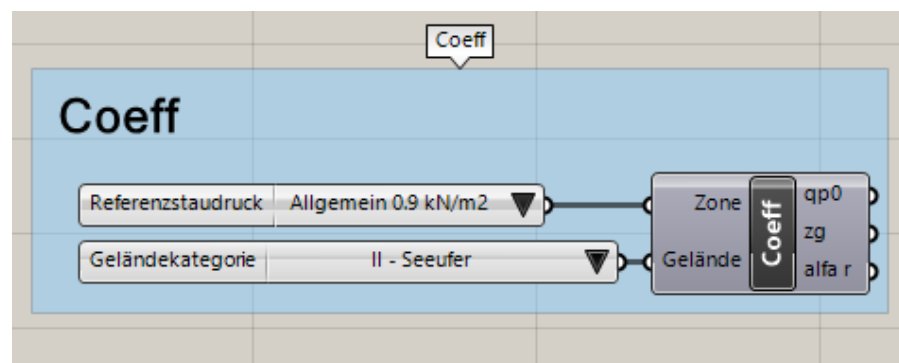 Coeff
Coeff
Referenzstaudruck Allgemein 0.9 kN/m2
Geländekategorie II - Seeufer
Zone
Gelände
Coeff
qp0
zg
alfa r